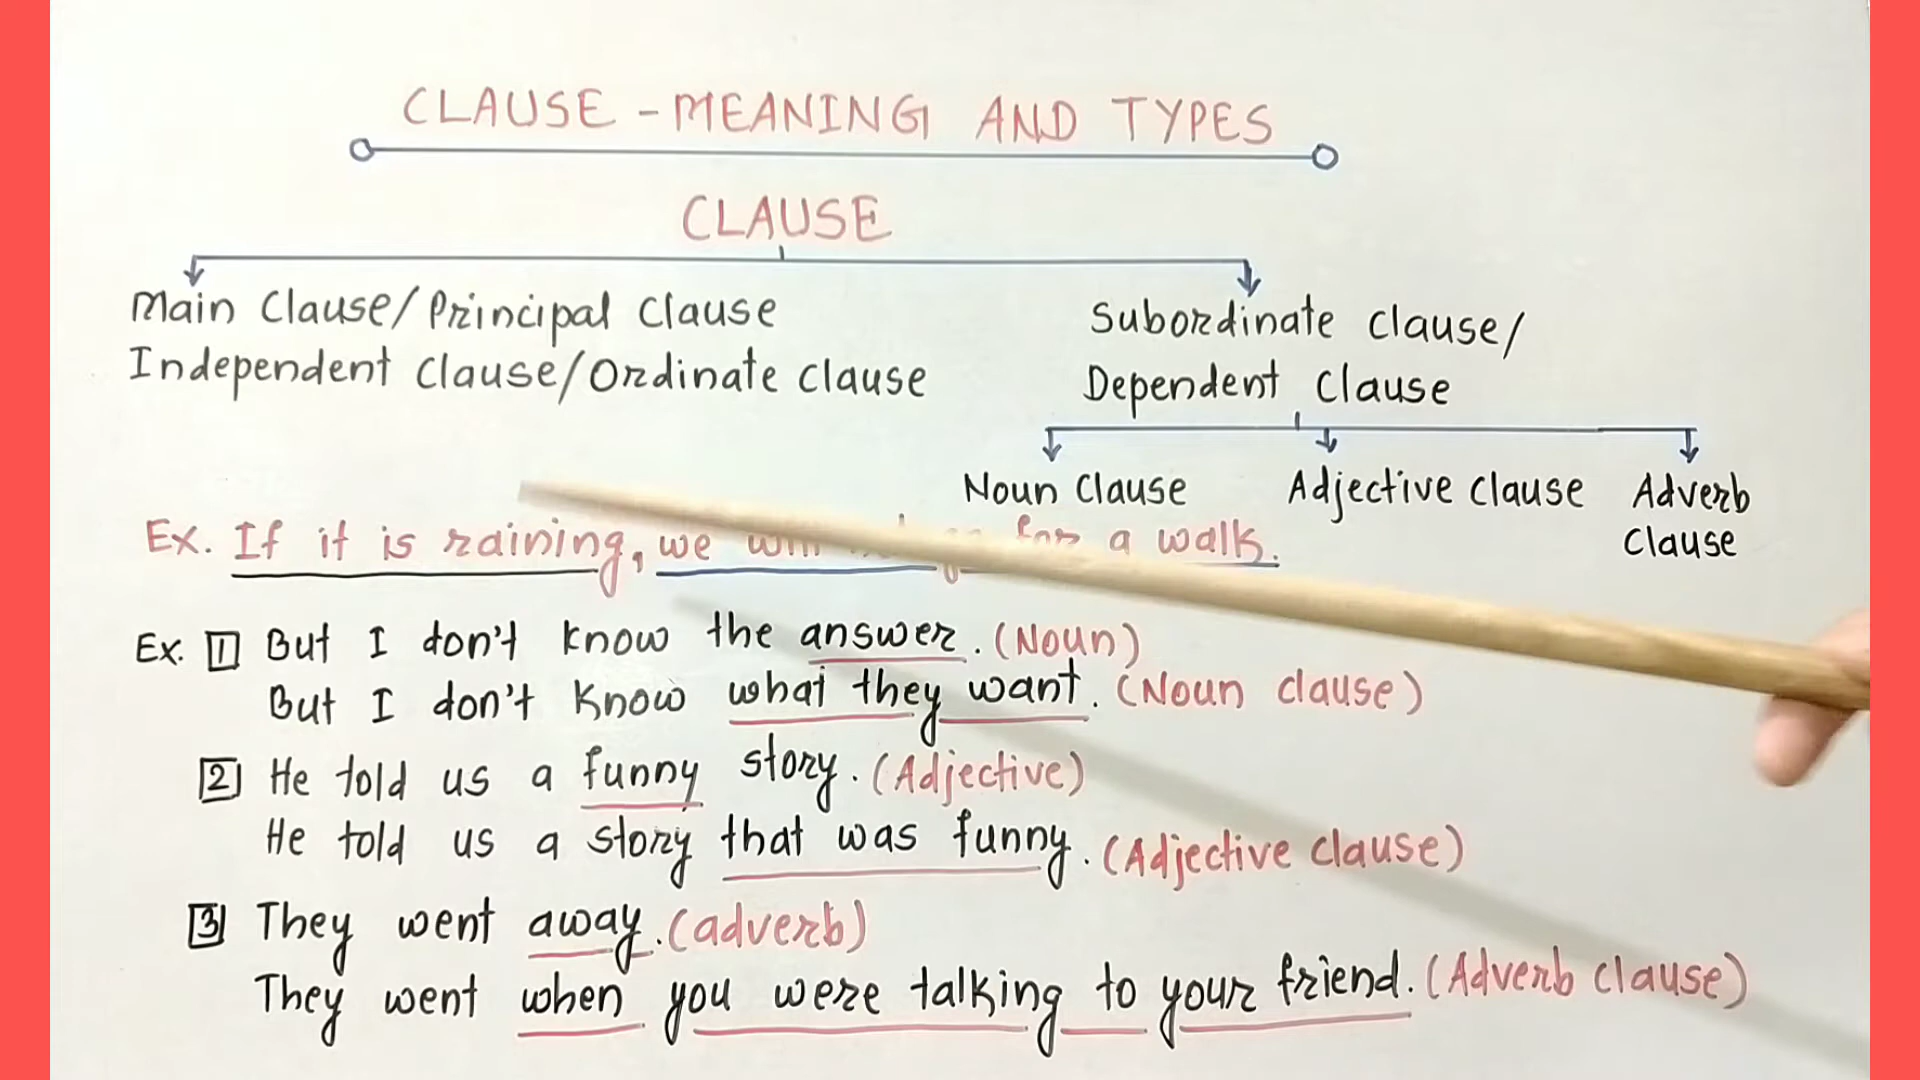 CLAUSE - MEANING AND TYPES
CLAUSE
Main Clause/Principal Clause
Independent Clause/Ordinate clause
Subordinate clause/
Dependent Clause
Noun Clause Adjective clause Adverb
Clause
Ex. If it is raining, we for a walk.
Ex. 1 But I don't know the answer. (Noun)
But I don't know what they want. (Noun clause)
2 He told us a funny story. (Adjective)
He told us a story that was funny. (Adjective clause)
3 They went away. (adverb)
They went when you were talking to your friend. (Adverb clause)